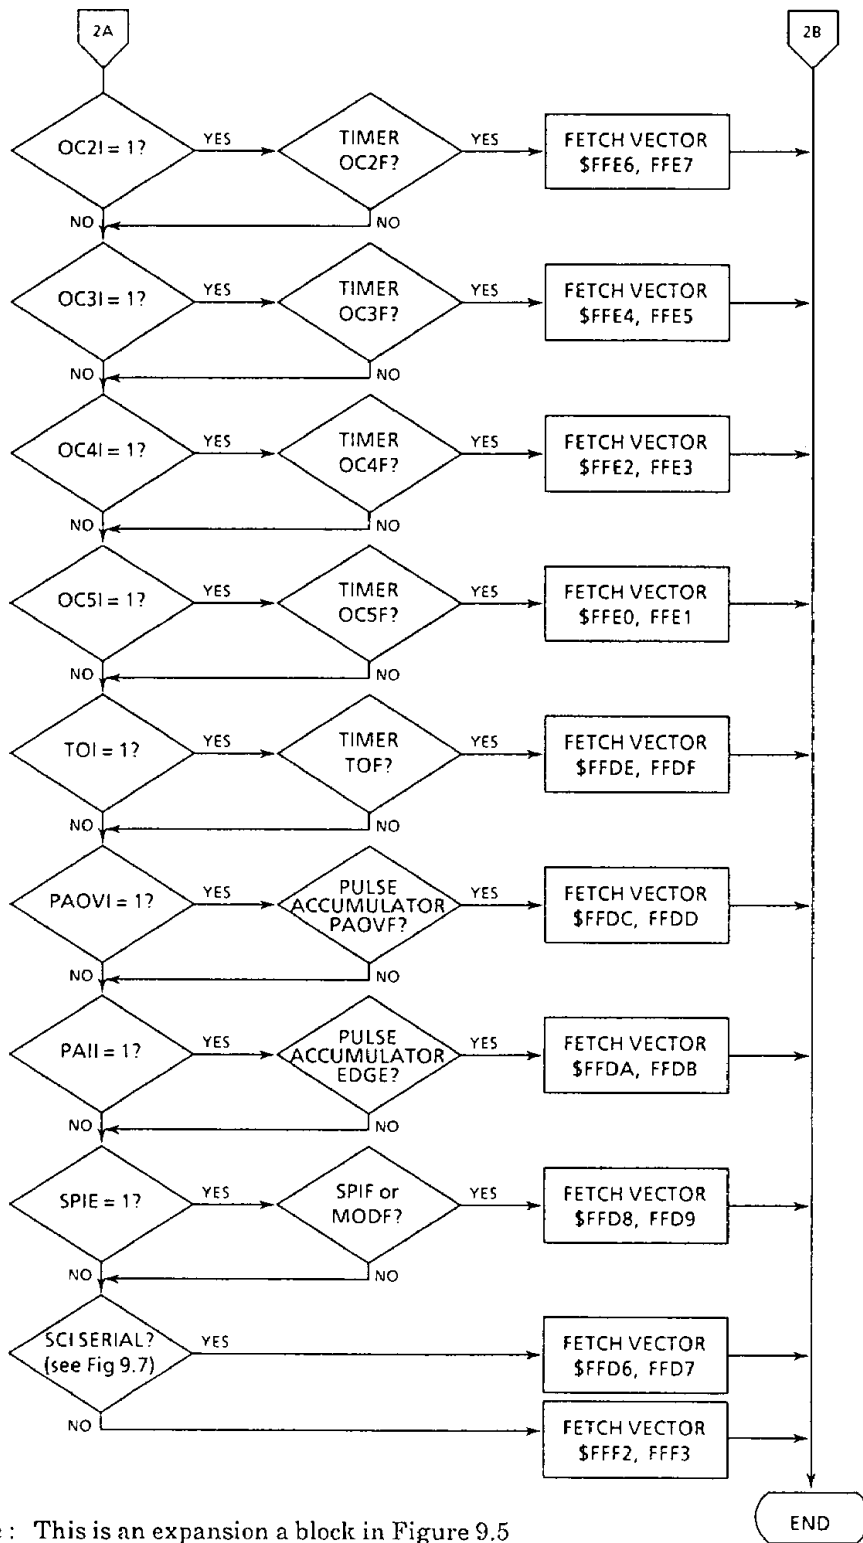 2A
2B
OC2I = 1?
YES
TIMER
OC2F?
YES
FETCH VECTOR
$FFE6, FFE7
NO
NO
OC3I = 1?
YES
TIMER
OC3F?
YES
FETCH VECTOR
$FFE4, FFE5
NO
NO
OC4I = 1?
YES
TIMER
OC4F?
YES
FETCH VECTOR
$FFE2, FFE3
NO
NO
OC5I = 1?
YES
TIMER
OC5F?
YES
FETCH VECTOR
$FFE0, FFE1
NO
NO
TOI = 1?
YES
TIMER
TOF?
YES
FETCH VECTOR
$FFDE, FFDF
NO
NO
PAOVI = 1?
YES
PULSE
ACCUMULATOR
PAOVF?
YES
FETCH VECTOR
$FFDC, FFDD
NO
NO
PAII = 1?
YES
PULSE
ACCUMULATOR
EDGE?
YES
FETCH VECTOR
$FFDA, FFDB
NO
NO
SPIE = 1?
YES
SPIF or
MODF?
YES
FETCH VECTOR
$FFD8, FFD9
NO
NO
SCI SERIAL?
(see Fig 9.7)
YES
FETCH VECTOR
$FFD6, FFD7
NO
FETCH VECTOR
$FFF2, FFF3
END
: This is an expansion a block in Figure 9.5